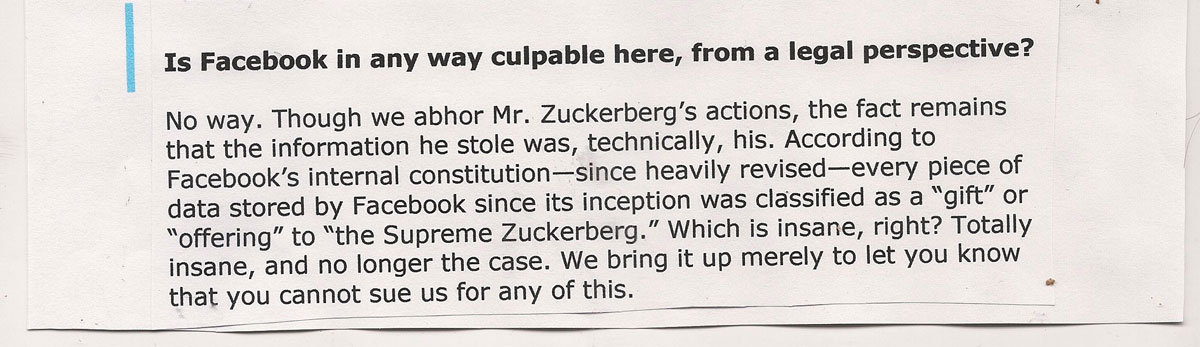 Is Facebook in any way culpable here, from a legal perspective?
No way. Though we abhor Mr. Zuckerberg’s actions, the fact remains
that the information he stole was, technically, his. According to
Facebook’s internal constitution—since heavily revised—every piece of
data stored by Facebook since its inception was classified as a “gift” or
“offering” to “the Supreme Zuckerberg.” Which is insane, right? Totally
insane, and no longer the case. We bring it up merely to let you know
that you cannot sue us for any of this.